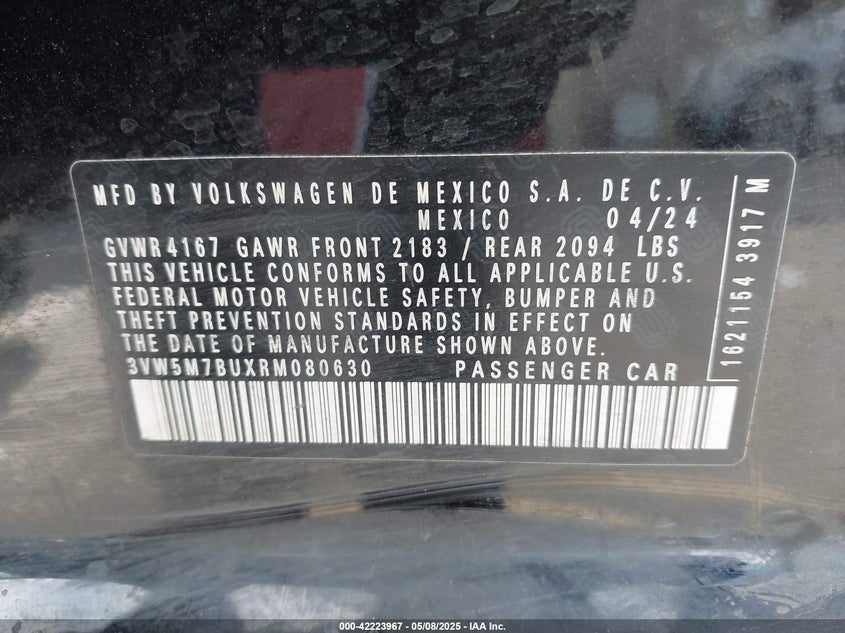 MFD BY VOLKSWAGEN DE MEXICO S.A. DE C.V.
MEXICO 04/24
GVWR 4167 GAWR FRONT 2183 / REAR 2094 LBS
THIS VEHICLE CONFORMS TO ALL APPLICABLE U.S.
FEDERAL MOTOR VEHICLE SAFETY, BUMPER AND
THEFT PREVENTION STANDARDS IN EFFECT ON
THE DATE OF MANUFACTURE SHOWN ABOVE.
3VW5M7BUXRM080630 PASSENGER CAR
1621154 3917 M
000-42223967 - 05/08/2025 - IAA Inc.